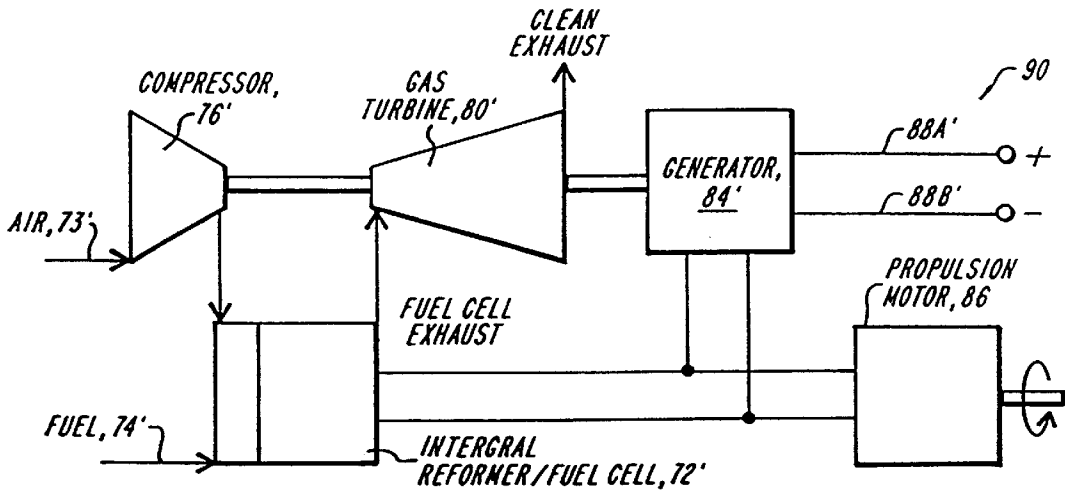 CLEAN
EXHAUST
90
COMPRESSOR,
76'
GAS
TURBINE, 80'
88A'
+
GENERATOR,
84'
88B'
-
AIR, 73'
PROPULSION
MOTOR, 86
FUEL CELL
EXHAUST
FUEL, 74'
INTERGRAL
REFORMER/FUEL CELL, 72'